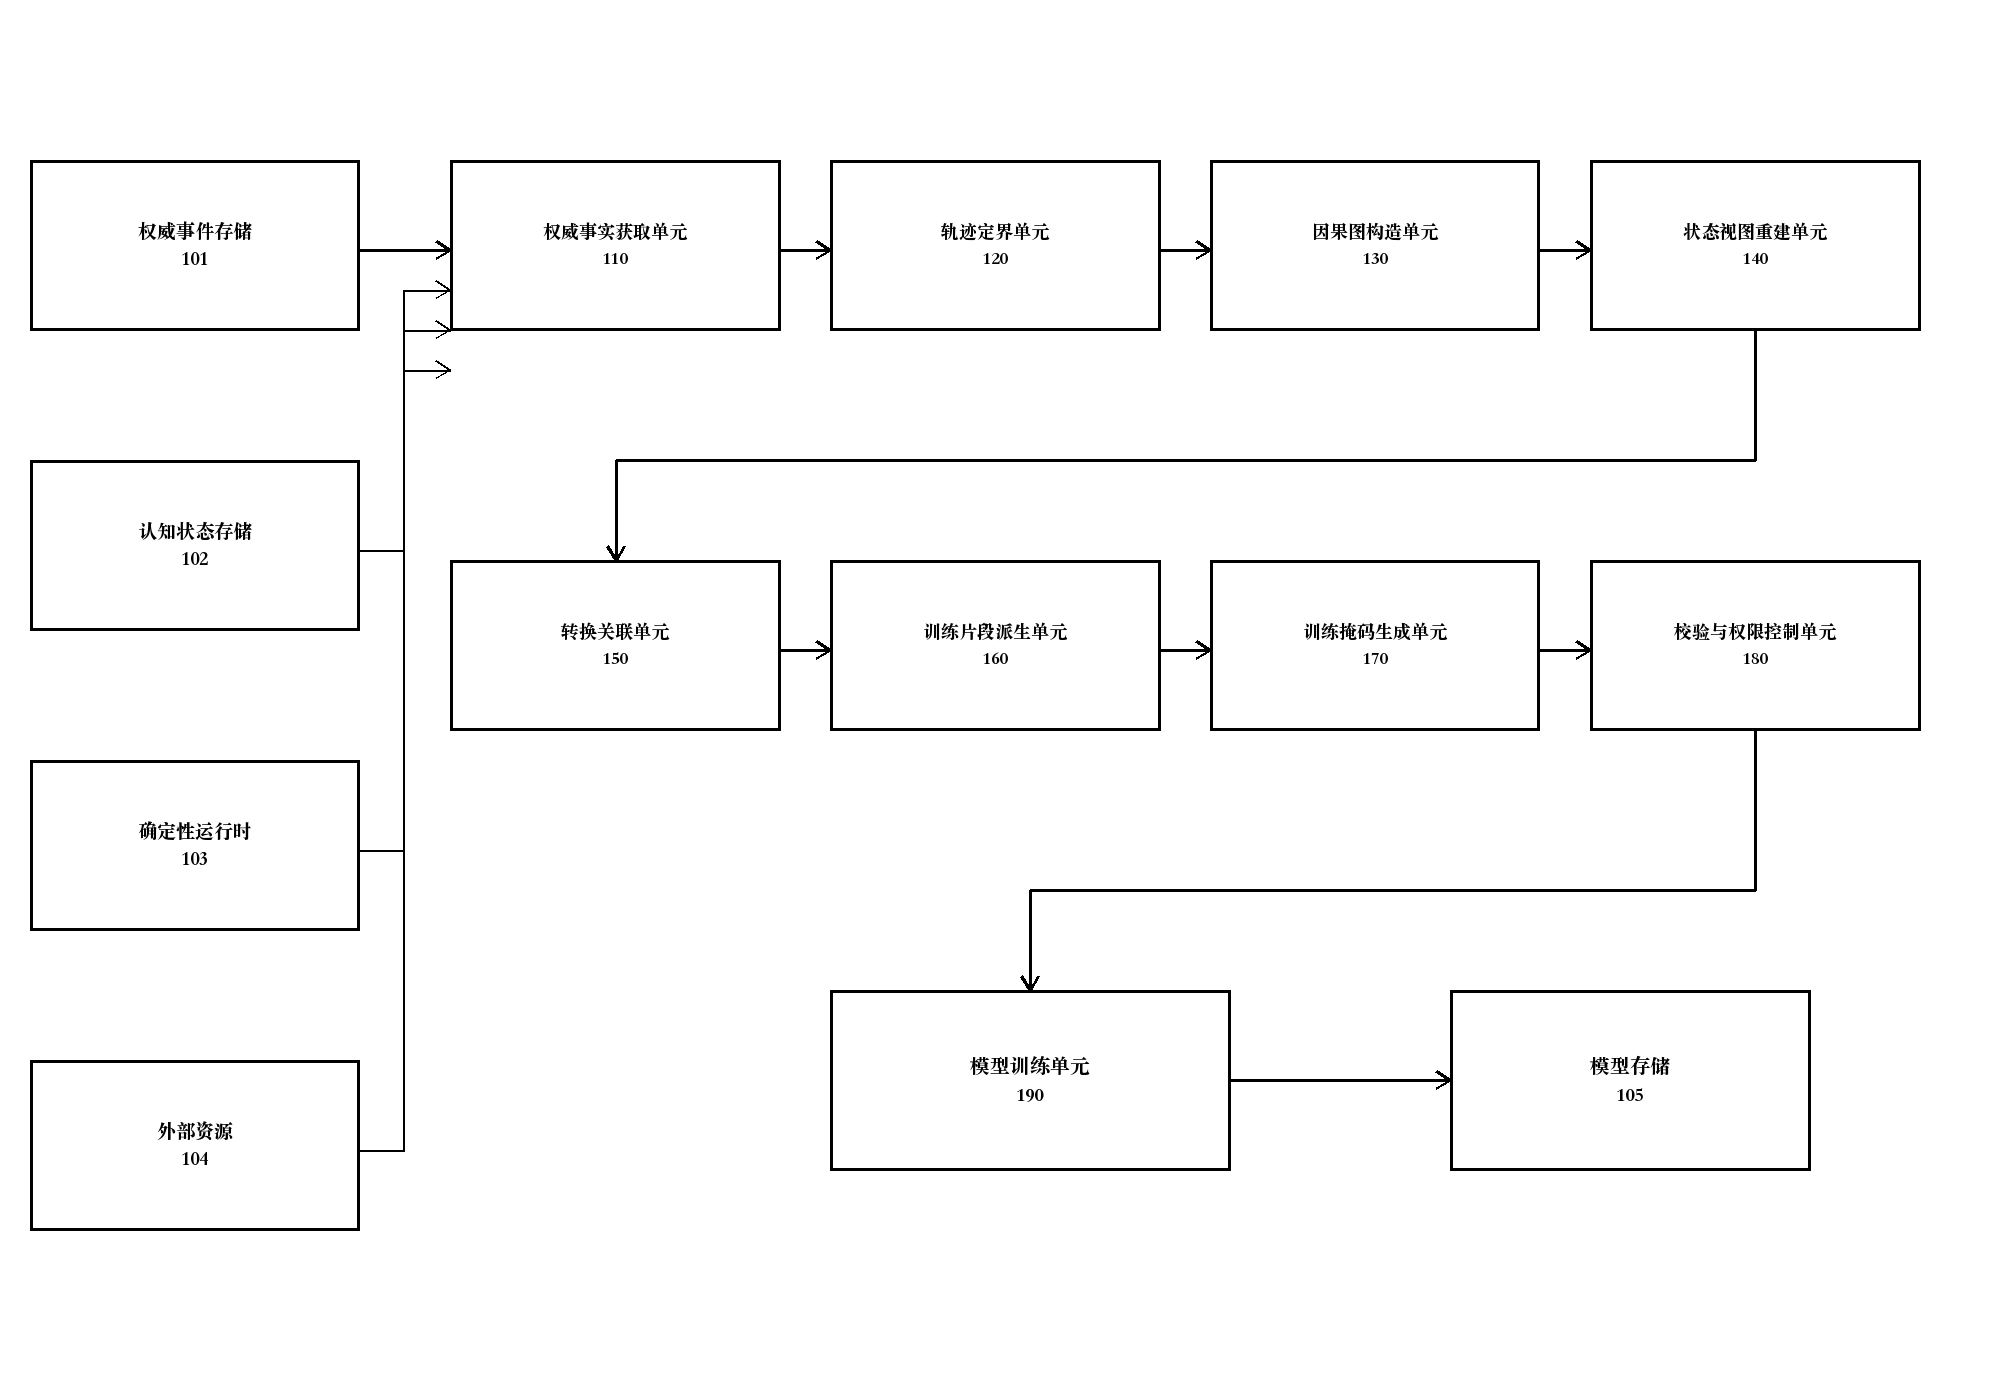 权威事件存储
101
权威事实获取单元
110
轨迹定界单元
120
因果图构造单元
130
状态视图重建单元
140
认知状态存储
102
转换关联单元
150
训练片段派生单元
160
训练掩码生成单元
170
校验与权限控制单元
180
确定性运行时
103
外部资源
104
模型训练单元
190
模型存储
105